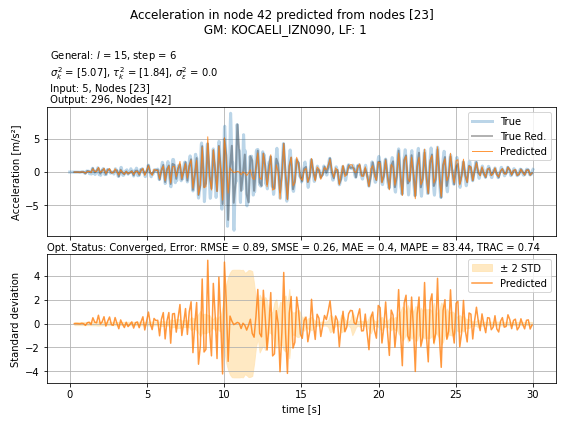 Acceleration in node 42 predicted from nodes [23]
GM: KOCAELI_IZN090, LF: 1
General: l = 15, step = 6
σ²ₖ = [5.07], τ²ₖ = [1.84], σ²ε = 0.0
Input: 5, Nodes [23]
Output: 296, Nodes [42]
True
True Red.
Predicted
Acceleration [m/s²]
5
0
−5
Opt. Status: Converged, Error: RMSE = 0.89, SMSE = 0.26, MAE = 0.4, MAPE = 83.44, TRAC = 0.74
± 2 STD
Predicted
Standard deviation
4
2
0
−2
−4
0 5 10 15 20 25 30
time [s]